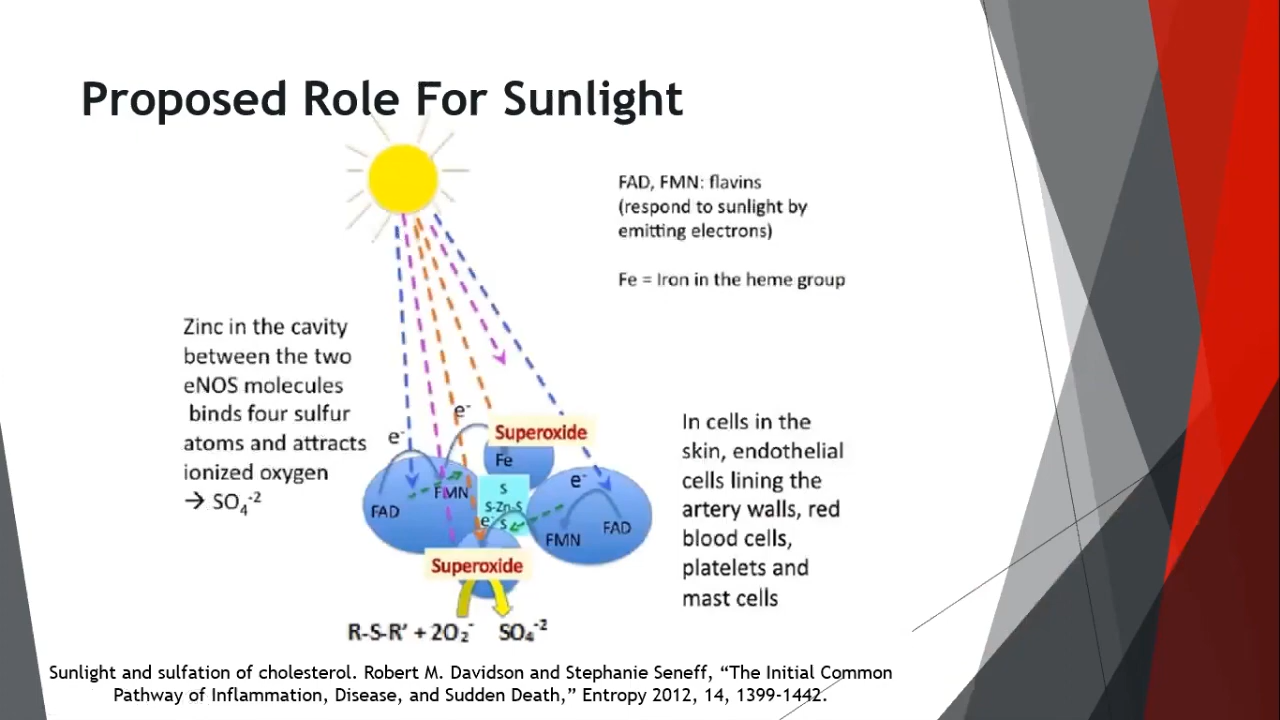 Proposed Role For Sunlight
FAD, FMN: flavins
(respond to sunlight by
emitting electrons)
Fe = Iron in the heme group
Zinc in the cavity
between the two
eNOS molecules
binds four sulfur
atoms and attracts
ionized oxygen
→ SO₄⁻²
In cells in the
skin, endothelial
cells lining the
artery walls, red
blood cells,
platelets and
mast cells
e⁻
e⁻
Superoxide
Fe
FAD
FMN
S
S-Zn-S
S
e⁻
e⁻
FMN
FAD
Superoxide
R-S-R’ + 2O₂⁻ SO₄⁻²
Sunlight and sulfation of cholesterol. Robert M. Davidson and Stephanie Seneff, “The Initial Common
Pathway of Inflammation, Disease, and Sudden Death,” Entropy 2012, 14, 1399-1442.